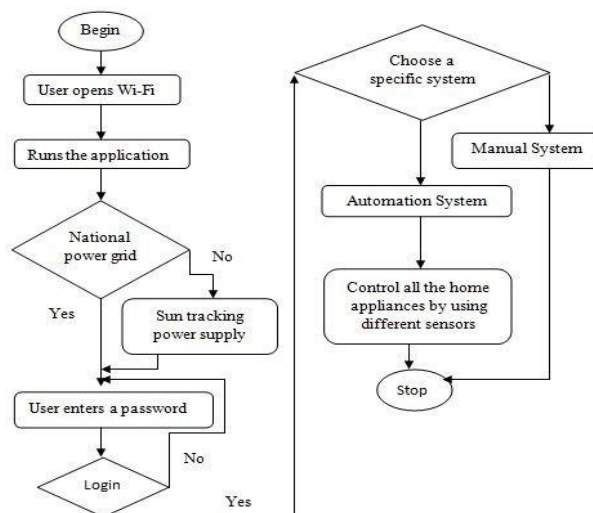 Begin
User opens Wi-Fi
Runs the application
National
power grid
No
Yes
Sun tracking
power supply
User enters a password
No
Login
Yes
Choose a
specific system
Manual System
Automation System
Control all the home
appliances by using
different sensors
Stop